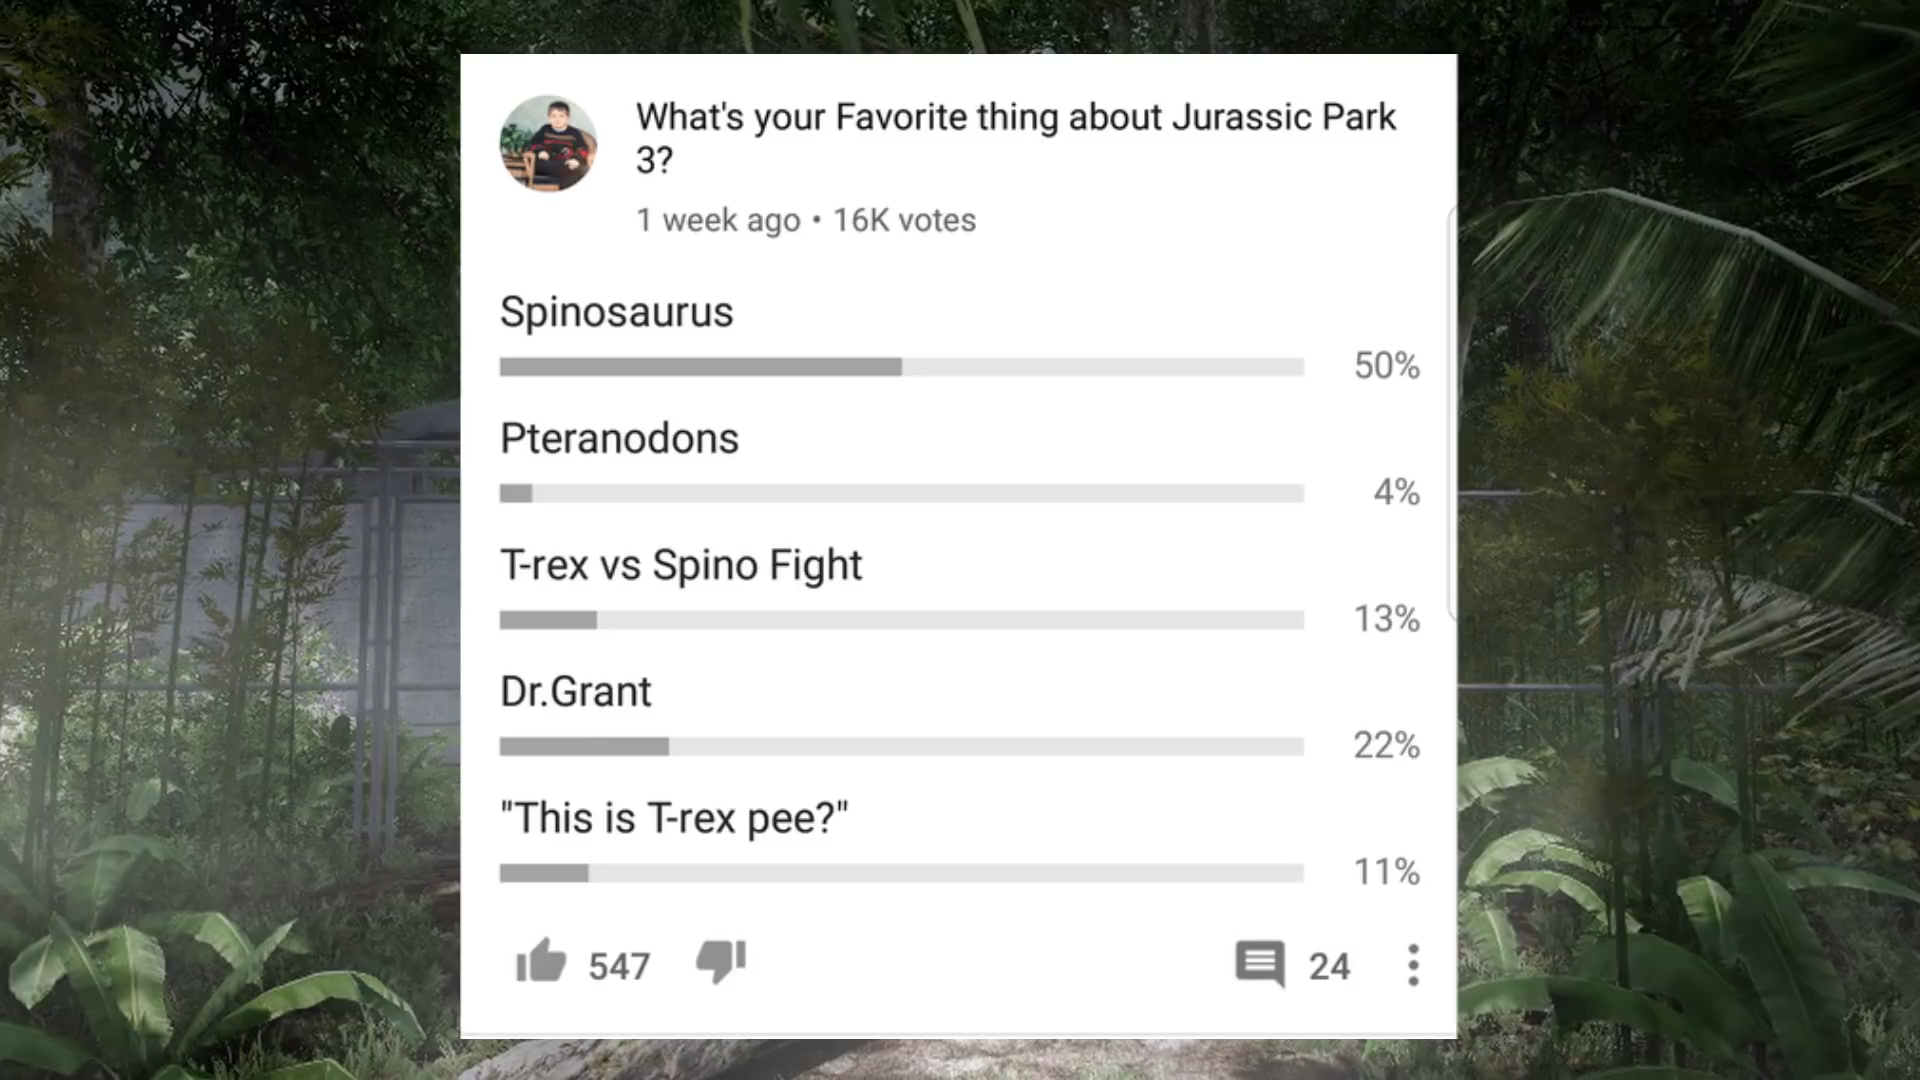 What's your Favorite thing about Jurassic Park
3?
1 week ago • 16K votes
Spinosaurus
50%
Pteranodons
4%
T-rex vs Spino Fight
13%
Dr.Grant
22%
"This is T-rex pee?"
11%
547
24